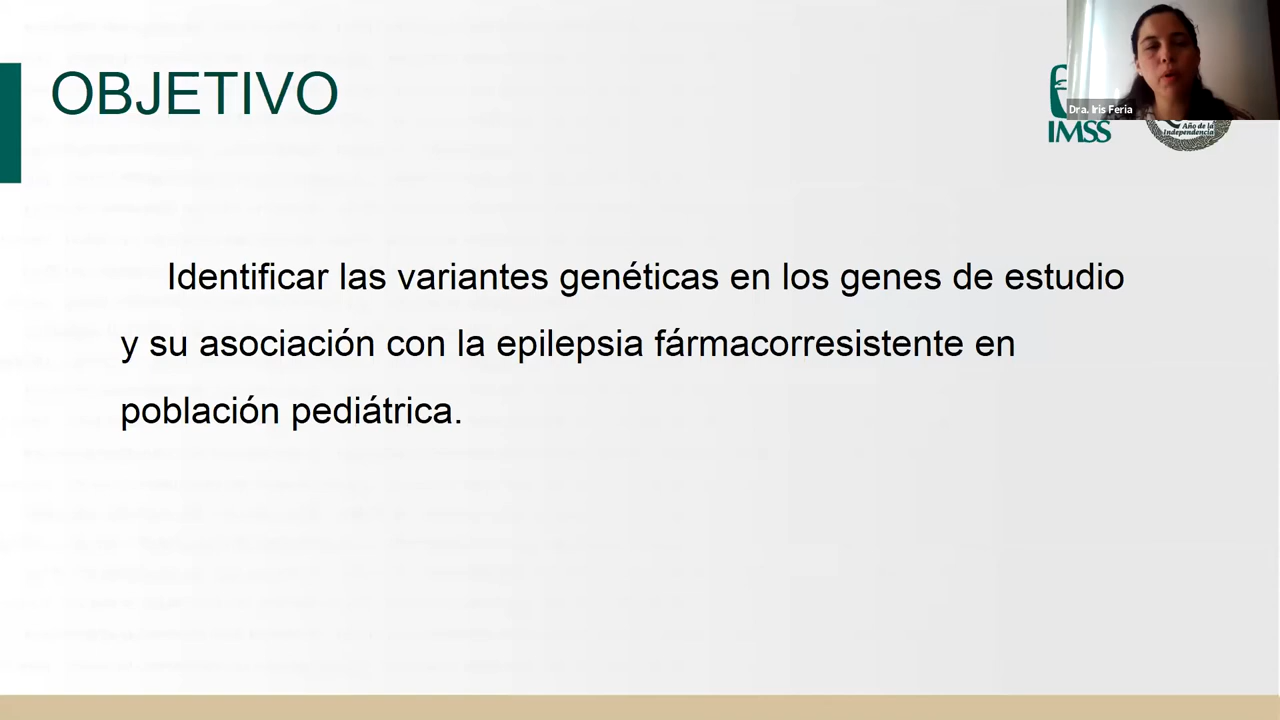 OBJETIVO
Dra. Iris Feria
IMSS
Año de la
Independencia
Identificar las variantes genéticas en los genes de estudio
y su asociación con la epilepsia fármacorresistente en
población pediátrica.